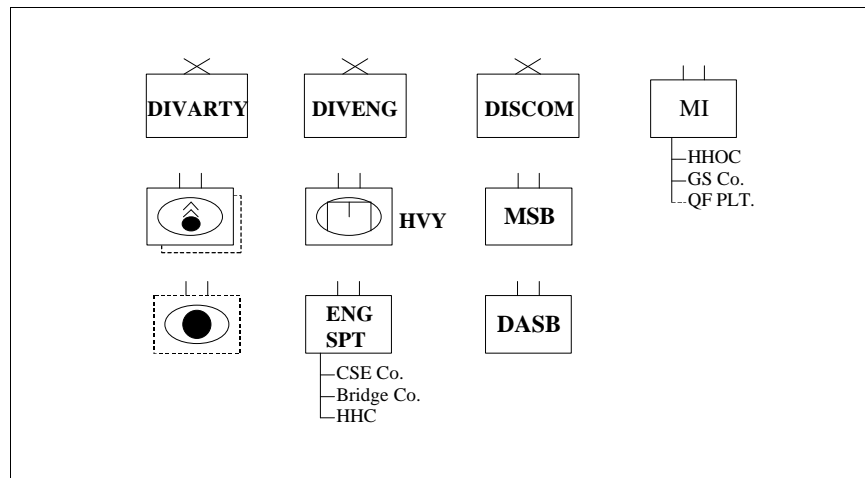 DIVARTY
DIVENG
DISCOM
MI
HHOC
GS Co.
QF PLT.
HVY
MSB
ENG
SPT
CSE Co.
Bridge Co.
HHC
DASB